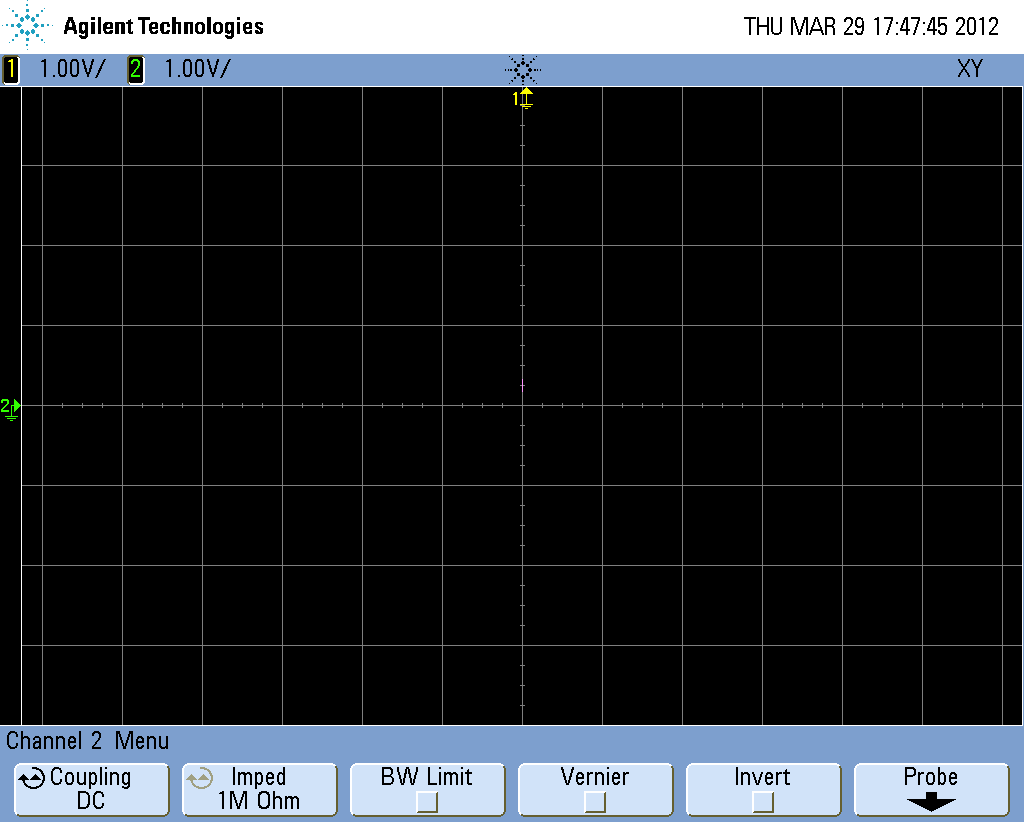 Agilent Technologies THU MAR 29 17:47:45 2012
1 1.00V/ 2 1.00V/ XY
1
2
Channel 2 Menu
Coupling Imped BW Limit Vernier Invert Probe
DC 1M Ohm